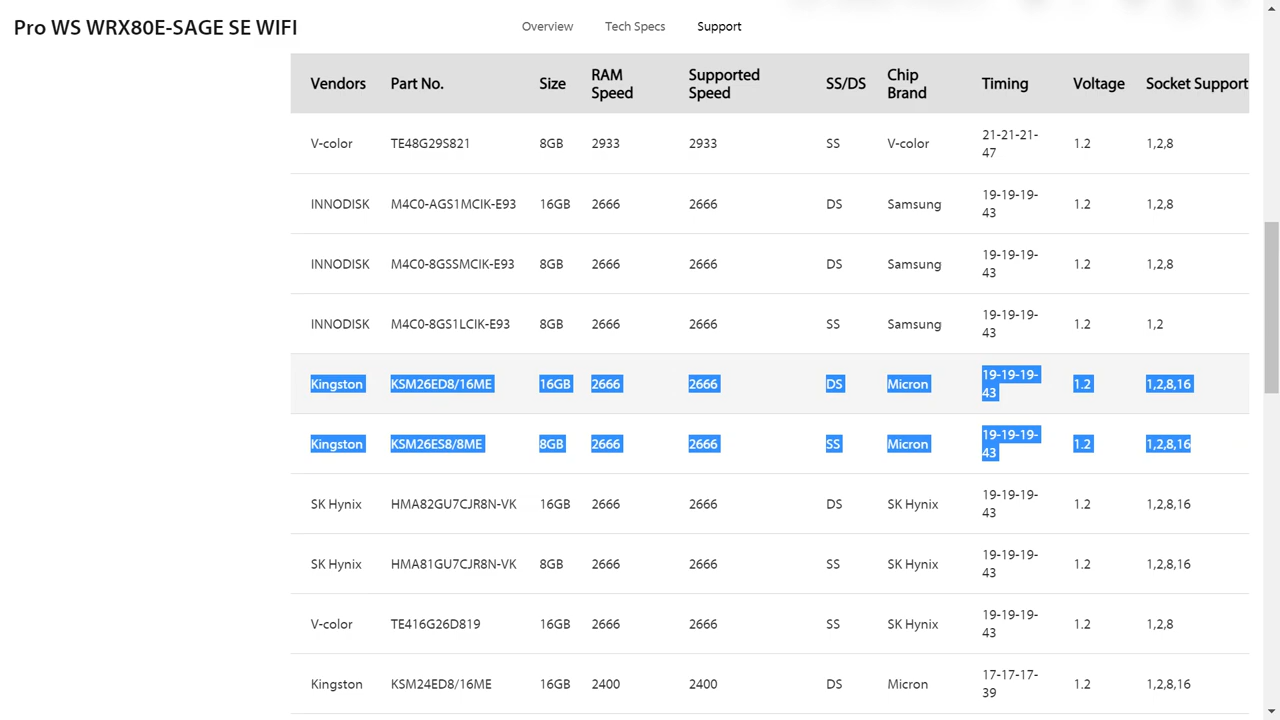 Pro WS WRX80E-SAGE SE WIFI Overview Tech Specs Support
Vendors Part No. Size RAM Speed Supported Speed SS/DS Chip Brand Timing Voltage Socket Support
V-color TE48G29S821 8GB 2933 2933 SS V-color 21-21-21-47 1.2 1,2,8
INNODISK M4C0-AGS1MCIK-E93 16GB 2666 2666 DS Samsung 19-19-19-43 1.2 1,2,8
INNODISK M4C0-8GSSMCIK-E93 8GB 2666 2666 DS Samsung 19-19-19-43 1.2 1,2,8
INNODISK M4C0-8GS1LCIK-E93 8GB 2666 2666 SS Samsung 19-19-19-43 1.2 1,2
Kingston KSM26ED8/16ME 16GB 2666 2666 DS Micron 19-19-19-43 1.2 1,2,8,16
Kingston KSM26ES8/8ME 8GB 2666 2666 SS Micron 19-19-19-43 1.2 1,2,8,16
SK Hynix HMA82GU7CJR8N-VK 16GB 2666 2666 DS SK Hynix 19-19-19-43 1.2 1,2,8,16
SK Hynix HMA81GU7CJR8N-VK 8GB 2666 2666 SS SK Hynix 19-19-19-43 1.2 1,2,8,16
V-color TE416G26D819 16GB 2666 2666 SS SK Hynix 19-19-19-43 1.2 1,2,8
Kingston KSM24ED8/16ME 16GB 2400 2400 DS Micron 17-17-17-39 1.2 1,2,8,16